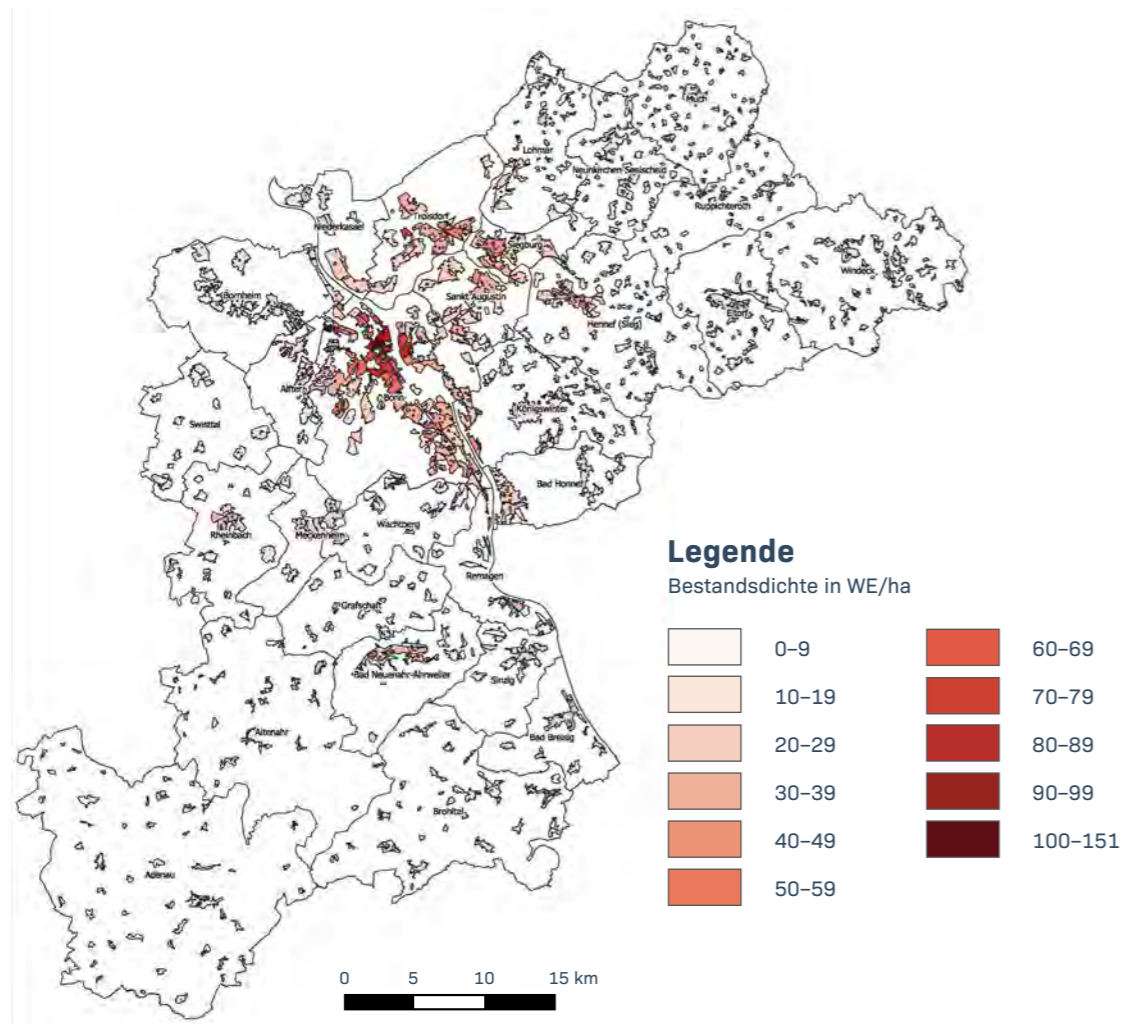 Much
Lohmar
Neunkirchen-Seelscheid
Ruppichteroth
Troisdorf
Niederkassel
Siegburg
Windeck
Bornheim
Sankt Augustin
Eitorf
Hennef (Sieg)
Alfter
Bonn
Königswinter
Swisttal
Bad Honnef
Wachtberg
Rheinbach
Meckenheim
Remagen
Grafschaft
Bad Neuenahr-Ahrweiler
Sinzig
Altenahr
Bad Breisig
Brohltal
Adenau
Legende
Bestandsdichte in WE/ha
0–9
10–19
20–29
30–39
40–49
50–59
60–69
70–79
80–89
90–99
100–151
0 5 10 15 km